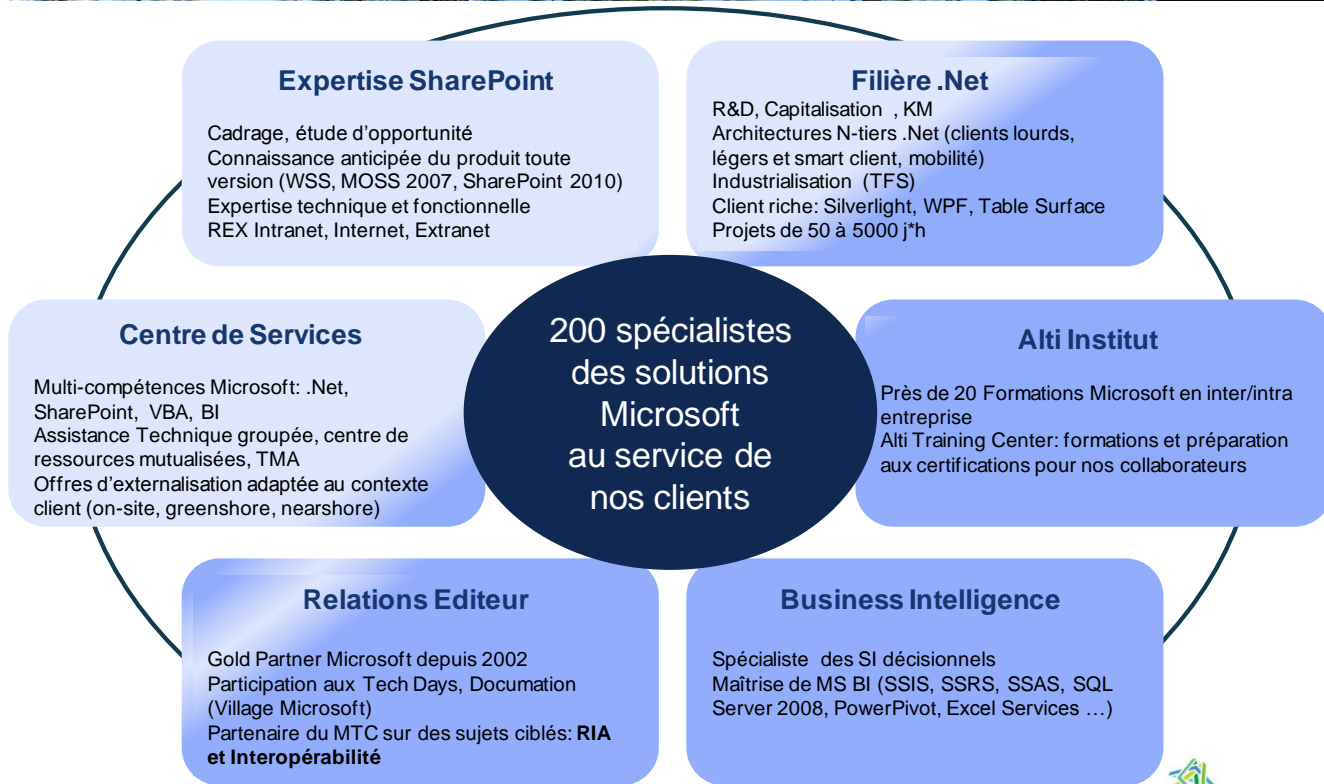 Expertise SharePoint
Cadrage, étude d'opportunité
Connaissance anticipée du produit toute
version (WSS, MOSS 2007, SharePoint 2010)
Expertise technique et fonctionnelle
REX Intranet, Internet, Extranet
Filière .Net
R&D, Capitalisation , KM
Architectures N-tiers .Net (clients lourds,
légers et smart client, mobilité)
Industrialisation (TFS)
Client riche: Silverlight, WPF, Table Surface
Projets de 50 à 5000 j*h
Centre de Services
Multi-compétences Microsoft: .Net,
SharePoint, VBA, BI
Assistance Technique groupée, centre de
ressources mutualisées, TMA
Offres d'externalisation adaptée au contexte
client (on-site, greenshore, nearshore)
200 spécialistes
des solutions
Microsoft
au service de
nos clients
Alti Institut
Près de 20 Formations Microsoft en inter/intra
entreprise
Alti Training Center: formations et préparation
aux certifications pour nos collaborateurs
Relations Editeur
Gold Partner Microsoft depuis 2002
Participation aux Tech Days, Documation
(Village Microsoft)
Partenaire du MTC sur des sujets ciblés: RIA
et Interopérabilité
Business Intelligence
Spécialiste des SI décisionnels
Maîtrise de MS BI (SSIS, SSRS, SSAS, SQL
Server 2008, PowerPivot, Excel Services …)